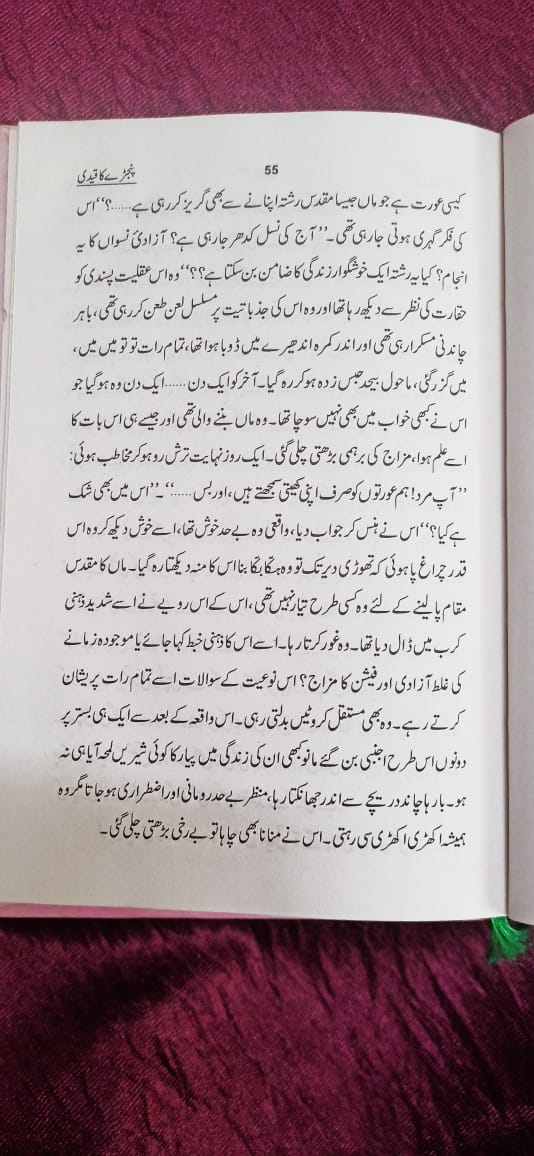 55
پنجڑے کا قیدی
کیسی عورت ہے جو ماں جیسا مقدس رشتہ اپنانے سے بھی گریز کر رہی ہے......؟‘‘ اس
کی فکر گہری ہوتی جارہی تھی۔ ’’آج کی نسل کدھر جارہی ہے؟ آزادیٔ نسواں کا یہ
انجام؟ کیا یہ رشتہ ایک خوشگوار زندگی کا ضامن بن سکتا ہے؟؟‘‘ وہ اس عقلیت پسندی کو
حقارت کی نظر سے دیکھ رہا تھا اور وہ اس کی جذباتیت پر مسلسل لعن طعن کر رہی تھی، باہر
چاندنی مسکرا رہی تھی اور اندر کمرہ اندھیرے میں ڈوبا ہوا تھا، تمام رات تو تو میں میں،
میں گزر گئی، ماحول بیحد حبس زدہ ہو کر رہ گیا۔ آخر کو ایک دن...... ایک دن وہ ہو گیا جو
اس نے کبھی خواب میں بھی نہیں سوچا تھا۔ وہ ماں بننے والی تھی اور جیسے ہی اس بات کا
اسے علم ہوا، مزاج کی برہمی بڑھتی چلی گئی۔ ایک روز نہایت ترش رو ہو کر مخاطب ہوئی:
’’آپ مرد! ہم عورتوں کو صرف اپنی کھیتی سمجھتے ہیں، اور بس......‘‘۔ ’’اس میں بھی شک
ہے کیا؟‘‘ اس نے ہنس کر جواب دیا، واقعی وہ بے حد خوش تھا، اسے خوش دیکھ کر وہ اس
قدر چراغ پا ہوئی کہ تھوڑی دیر تک تو وہ ہکّا بکّا بنا اس کا منہ دیکھتا رہ گیا۔ ماں کا مقدس
مقام پالینے کے لئے وہ کسی طرح تیار نہیں تھی، اس کے اس رویے نے اسے شدید ذہنی
کرب میں ڈال دیا تھا۔ وہ غور کرتا رہا۔ اسے اس کا ذہنی خبط کہا جائے یا موجودہ زمانے
کی غلط آزادی اور فیشن کا مزاج؟ اس نوعیت کے سوالات اسے تمام رات پریشان
کرتے رہے۔ وہ بھی مستقل کروٹیں بدلتی رہی۔ اس واقعہ کے بعد سے ایک ہی بستر پر
دونوں اس طرح اجنبی بن گئے مانو کبھی ان کی زندگی میں پیار کا کوئی شیریں لمحہ آیا ہی نہ
ہو۔ بارہا چاند دریچے سے اندر جھانکتا رہا، منظر بے حد رومانی اور اضطراری ہو جاتا مگر وہ
ہمیشہ اکھڑی اکھڑی سی رہتی۔ اس نے منانا بھی چاہا تو بے رخی بڑھتی چلی گئی۔